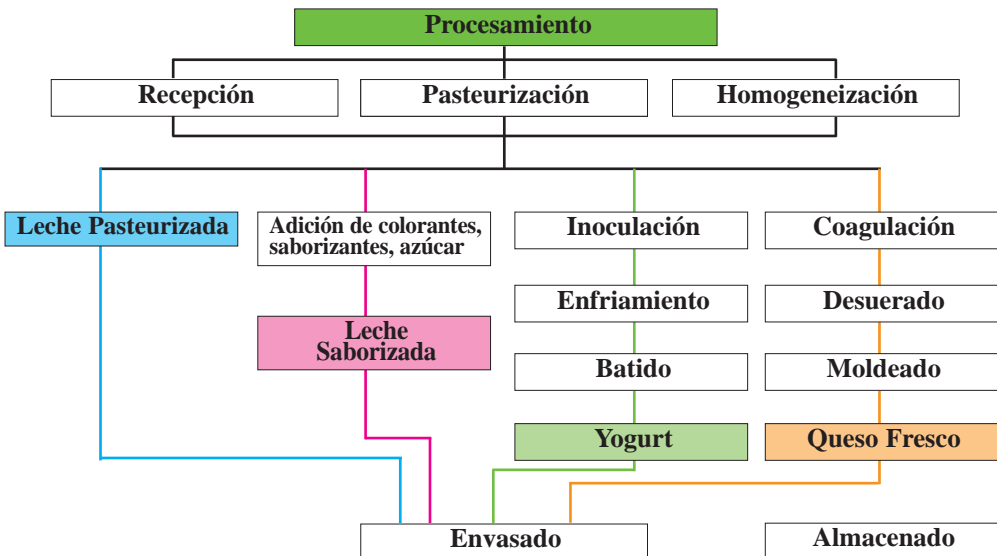 Procesamiento
Recepción
Pasteurización
Homogeneización
Leche Pasteurizada
Adición de colorantes,
saborizantes, azúcar
Inoculación
Coagulación
Enfriamiento
Desuerado
Leche
Saborizada
Batido
Moldeado
Yogurt
Queso Fresco
Envasado
Almacenado